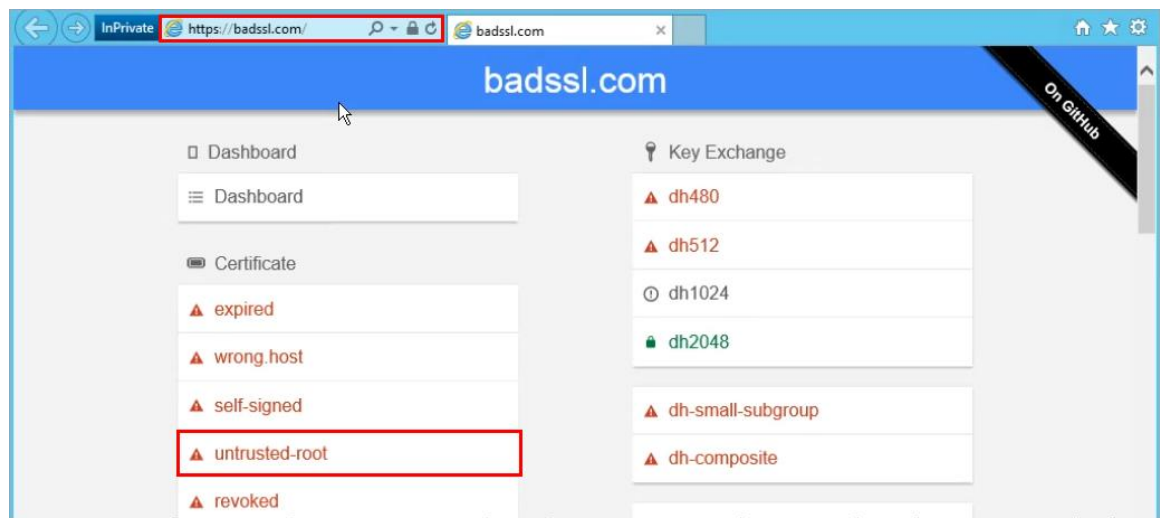 InPrivate https://badssl.com/ badssl.com
badssl.com
On GitHub
Dashboard
Dashboard
Certificate
expired
wrong.host
self-signed
untrusted-root
revoked
Key Exchange
dh480
dh512
dh1024
dh2048
dh-small-subgroup
dh-composite